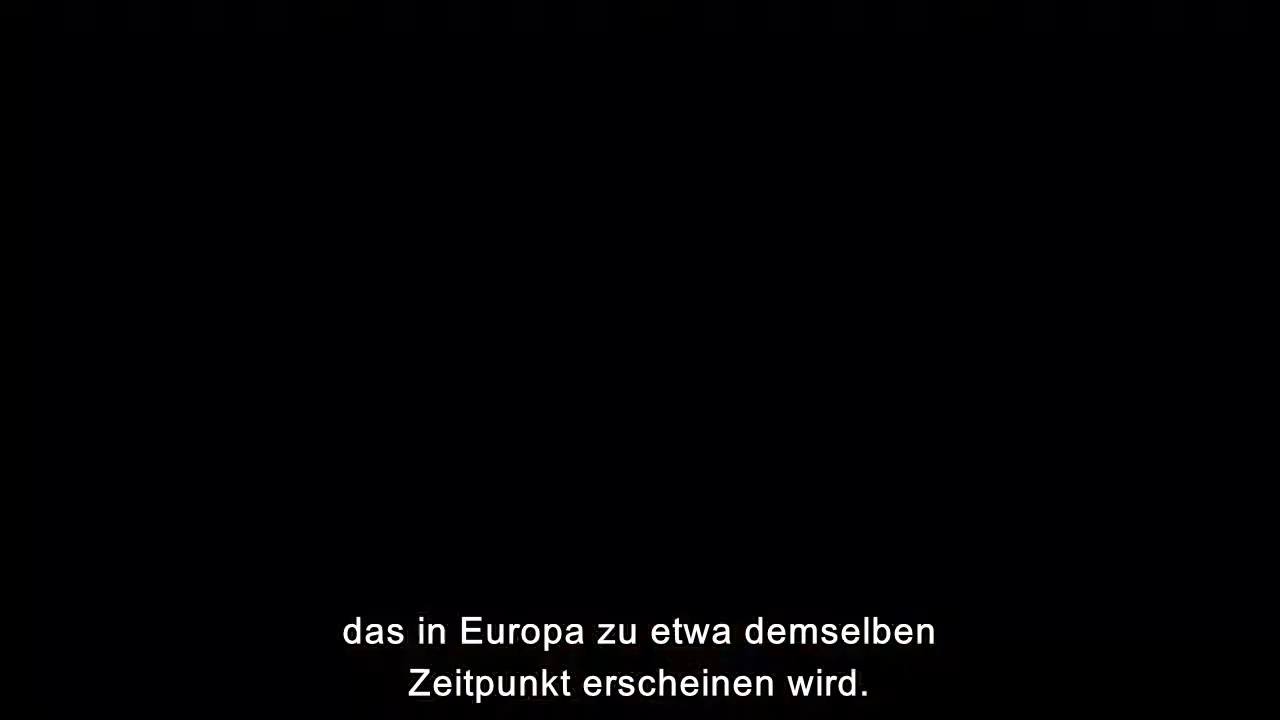 das in Europa zu etwa demselben
Zeitpunkt erscheinen wird.